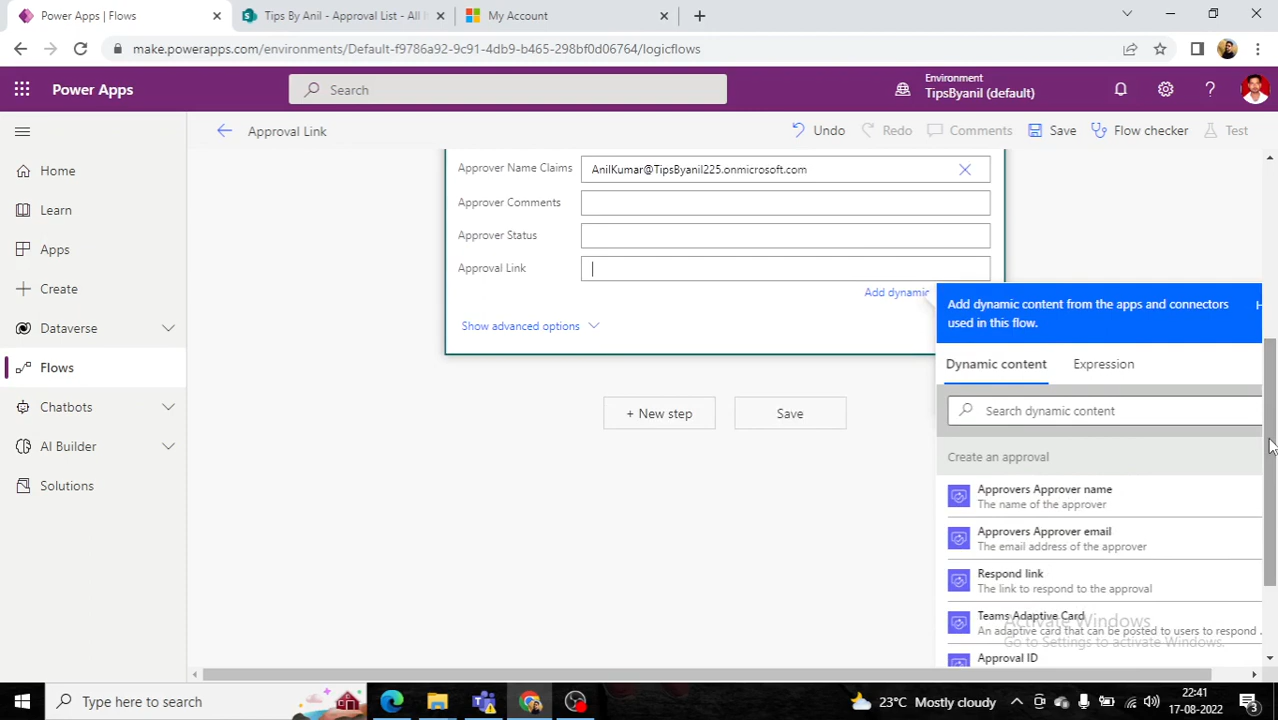 Power Apps | Flows
Tips By Anil - Approval List - All I
My Account
make.powerapps.com/environments/Default-f9786a92-9c91-4db9-b465-298bf0d06764/logicflows
Power Apps
Search
Environment
TipsByanil (default)
Approval Link
Undo
Redo
Comments
Save
Flow checker
Test
Home
Learn
Apps
Create
Dataverse
Flows
Chatbots
AI Builder
Solutions
Approver Name Claims
AnilKumar@TipsByanil225.onmicrosoft.com
Approver Comments
Approver Status
Approval Link
Add dynamic
Show advanced options
+ New step
Save
Add dynamic content from the apps and connectors
used in this flow.
H
Dynamic content
Expression
Search dynamic content
Create an approval
Approvers Approver name
The name of the approver
Approvers Approver email
The email address of the approver
Respond link
The link to respond to the approval
Teams Adaptive Card
An adaptive card that can be posted to users to respond .
Approval ID
Activate Windows
Go to Settings to activate Windows.
Type here to search
23°C Mostly cloudy
22:41
17-08-2022
3